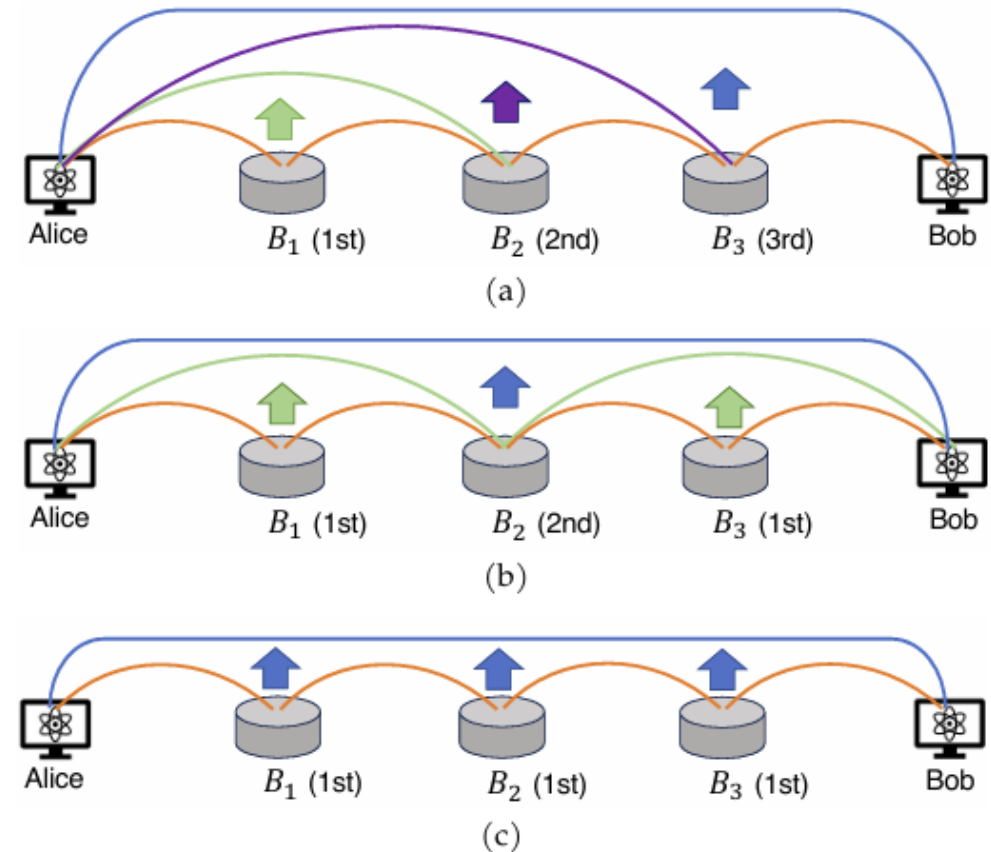 Alice B₁ (1st) B₂ (2nd) B₃ (3rd) Bob
(a)
Alice B₁ (1st) B₂ (2nd) B₃ (1st) Bob
(b)
Alice B₁ (1st) B₂ (1st) B₃ (1st) Bob
(c)